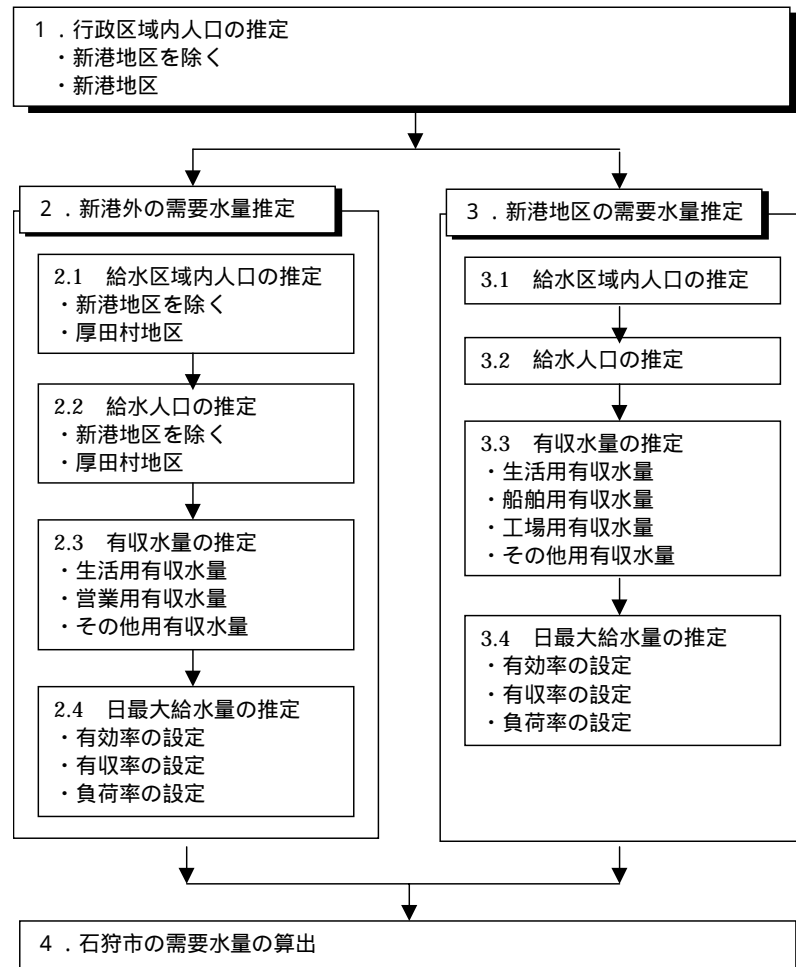 1．行政区域内人口の推定
・新港地区を除く
・新港地区
2．新港外の需要水量推定
2.1　給水区域内人口の推定
・新港地区を除く
・厚田村地区
2.2　給水人口の推定
・新港地区を除く
・厚田村地区
2.3　有収水量の推定
・生活用有収水量
・営業用有収水量
・その他用有収水量
2.4　日最大給水量の推定
・有効率の設定
・有収率の設定
・負荷率の設定
3．新港地区の需要水量推定
3.1　給水区域内人口の推定
3.2　給水人口の推定
3.3　有収水量の推定
・生活用有収水量
・船舶用有収水量
・工場用有収水量
・その他用有収水量
3.4　日最大給水量の推定
・有効率の設定
・有収率の設定
・負荷率の設定
4．石狩市の需要水量の算出